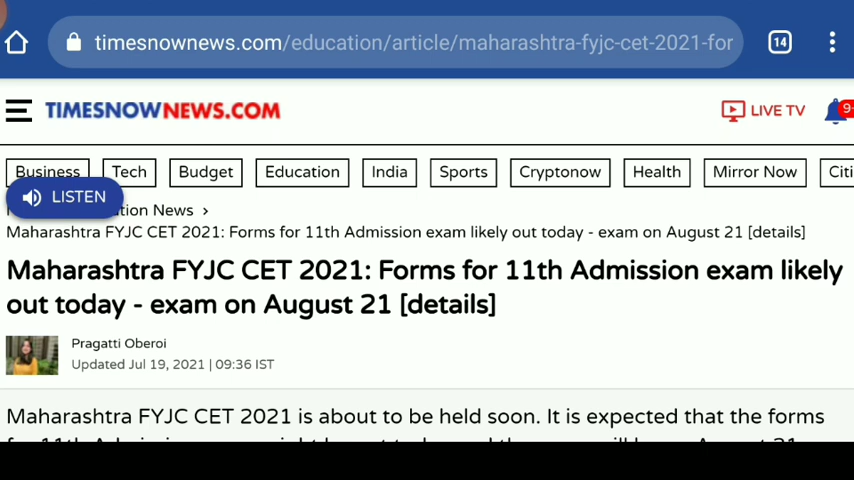 timesnownews.com/education/article/maharashtra-fyjc-cet-2021-for
14
TIMESNOWNEWS.COM
LIVE TV
9
Business Tech Budget Education India Sports Cryptonow Health Mirror Now Citi
LISTEN
News ›
Maharashtra FYJC CET 2021: Forms for 11th Admission exam likely out today - exam on August 21 [details]
Maharashtra FYJC CET 2021: Forms for 11th Admission exam likely
out today - exam on August 21 [details]
Pragatti Oberoi
Updated Jul 19, 2021 | 09:36 IST
Maharashtra FYJC CET 2021 is about to be held soon. It is expected that the forms